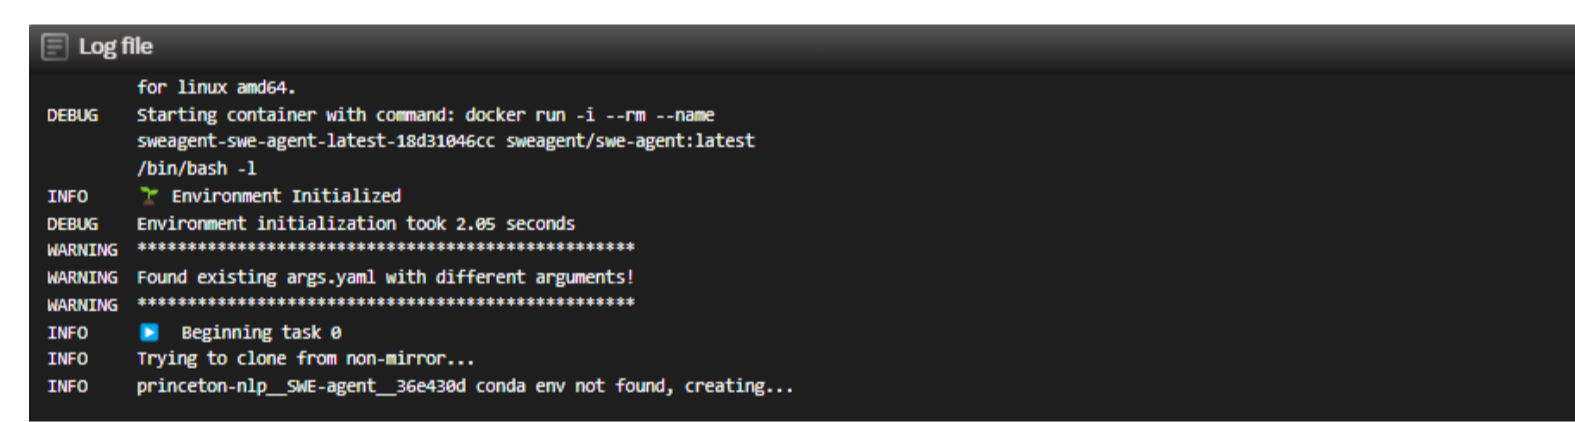 Log file
for linux amd64.
DEBUG Starting container with command: docker run -i --rm --name
sweagent-swe-agent-latest-18d31046cc sweagent/swe-agent:latest
/bin/bash -l
INFO 🌱 Environment Initialized
DEBUG Environment initialization took 2.05 seconds
WARNING **************************************************
WARNING Found existing args.yaml with different arguments!
WARNING **************************************************
INFO ▶️ Beginning task 0
INFO Trying to clone from non-mirror...
INFO princeton-nlp__SWE-agent__36e430d conda env not found, creating...